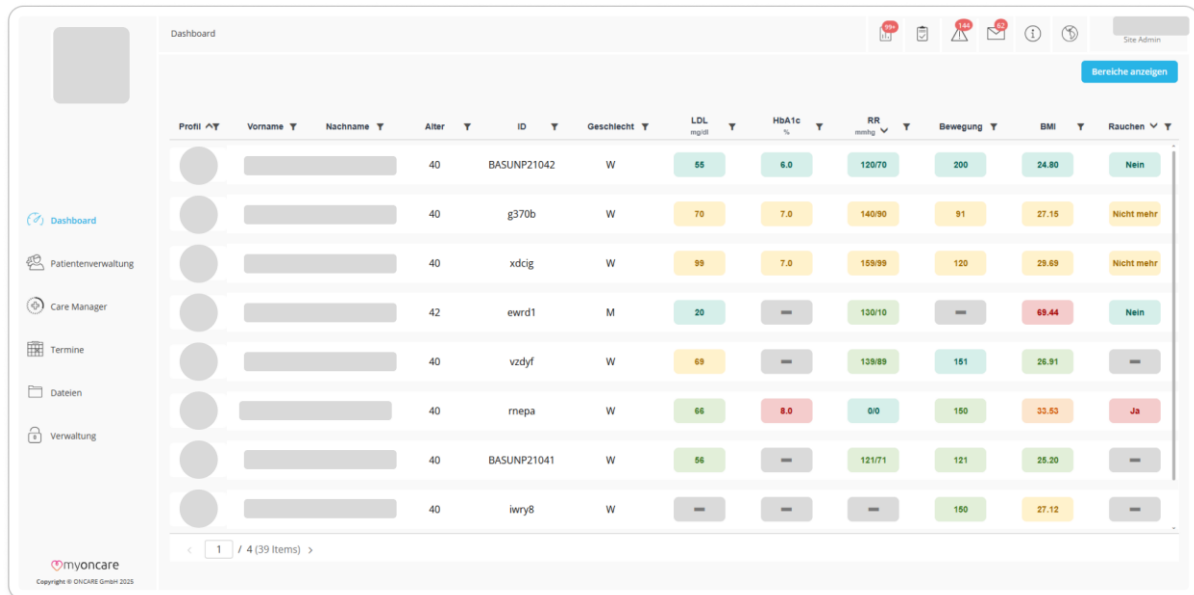 Dashboard
99+
144
62
Site Admin
Bereiche anzeigen
Profil Vorname Nachname Alter ID Geschlecht LDL mg/dl HbA1c % RR mmHg Bewegung BMI Rauchen
40 BASUNP21042 W 55 6.0 120/70 200 24.80 Nein
40 g370b W 70 7.0 140/90 91 27.15 Nicht mehr
40 xdcig W 99 7.0 159/99 120 29.69 Nicht mehr
42 ewrd1 M 20 — 130/10 — 69.44 Nein
40 vzdyf W 69 — 139/89 151 26.91 —
40 rnepa W 66 8.0 0/0 150 33.53 Ja
40 BASUNP21041 W 56 — 121/71 121 25.20 —
40 iwry8 W — — — 150 27.12 —
1 / 4 (39 Items)
Dashboard
Patientenverwaltung
Care Manager
Termine
Dateien
Verwaltung
myoncare
Copyright © ONCARE GmbH 2025